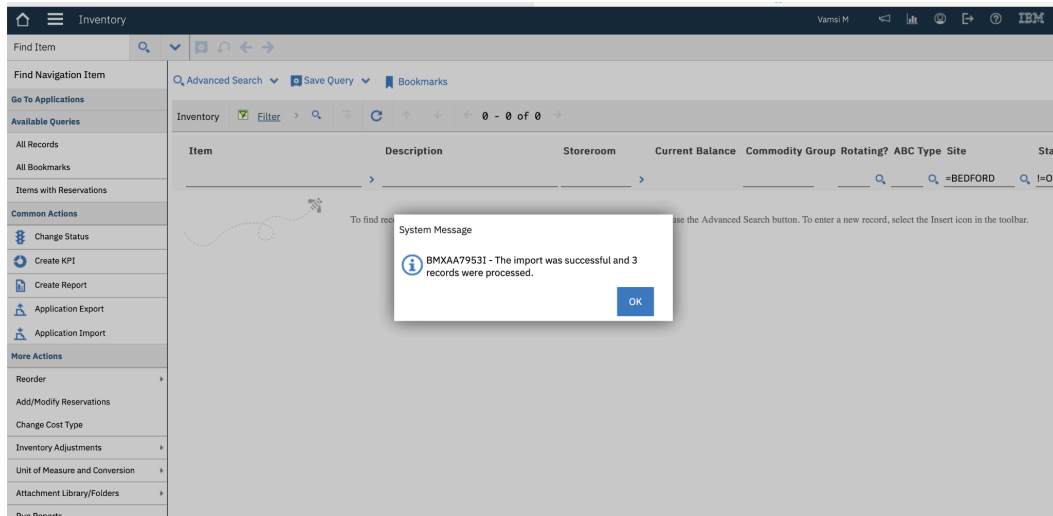 Inventory
Vamsi M
IBM
Find Item
Find Navigation Item
Advanced Search
Save Query
Bookmarks
Go To Applications
Available Queries
Inventory Filter 0 - 0 of 0
All Records
Item Description Storeroom Current Balance Commodity Group Rotating? ABC Type Site Sta
All Bookmarks
=BEDFORD !=O
Items with Reservations
Common Actions
To find rec
use the Advanced Search button. To enter a new record, select the Insert icon in the toolbar.
System Message
Change Status
BMXAA7953I - The import was successful and 3
records were processed.
OK
Create KPI
Create Report
Application Export
Application Import
More Actions
Reorder
Add/Modify Reservations
Change Cost Type
Inventory Adjustments
Unit of Measure and Conversion
Attachment Library/Folders
Run Reports